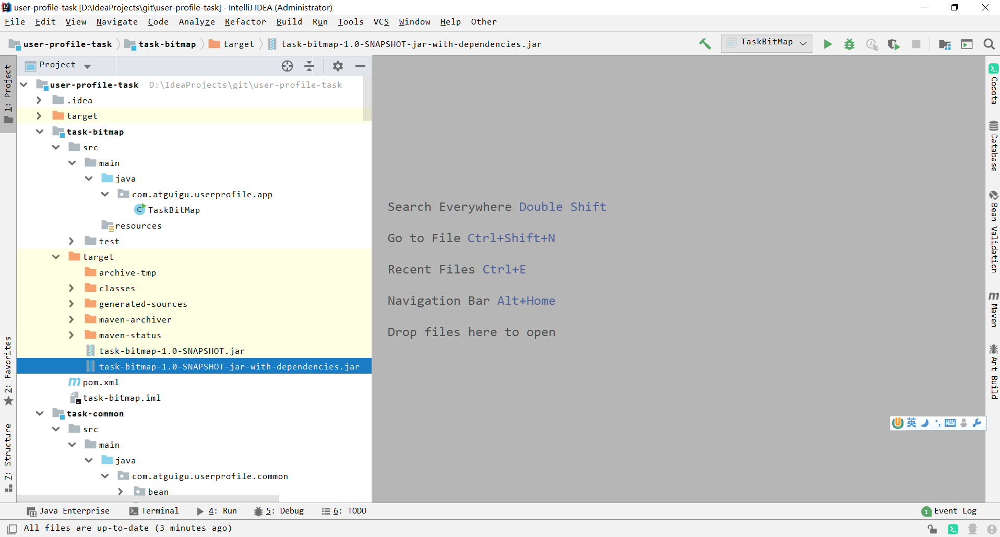 user-profile-task [D:\IdeaProjects\git\user-profile-task] - IntelliJ IDEA (Administrator)
File Edit View Navigate Code Analyze Refactor Build Run Tools VCS Window Help Other
user-profile-task task-bitmap target task-bitmap-1.0-SNAPSHOT-jar-with-dependencies.jar TaskBitMap
Project
user-profile-task D:\IdeaProjects\git\user-profile-task
.idea
target
task-bitmap
src
main
java
com.atguigu.userprofile.app
TaskBitMap
resources
test
target
archive-tmp
classes
generated-sources
maven-archiver
maven-status
task-bitmap-1.0-SNAPSHOT.jar
task-bitmap-1.0-SNAPSHOT-jar-with-dependencies.jar
pom.xml
task-bitmap.iml
task-common
src
main
java
com.atguigu.userprofile.common
bean
1: Project
2: Favorites
7: Structure
Search Everywhere Double Shift
Go to File Ctrl+Shift+N
Recent Files Ctrl+E
Navigation Bar Alt+Home
Drop files here to open
Codota
Database
Bean Validation
m Maven
Ant Build
英
Java Enterprise Terminal 4: Run 5: Debug 6: TODO 1 Event Log
All files are up-to-date (3 minutes ago)